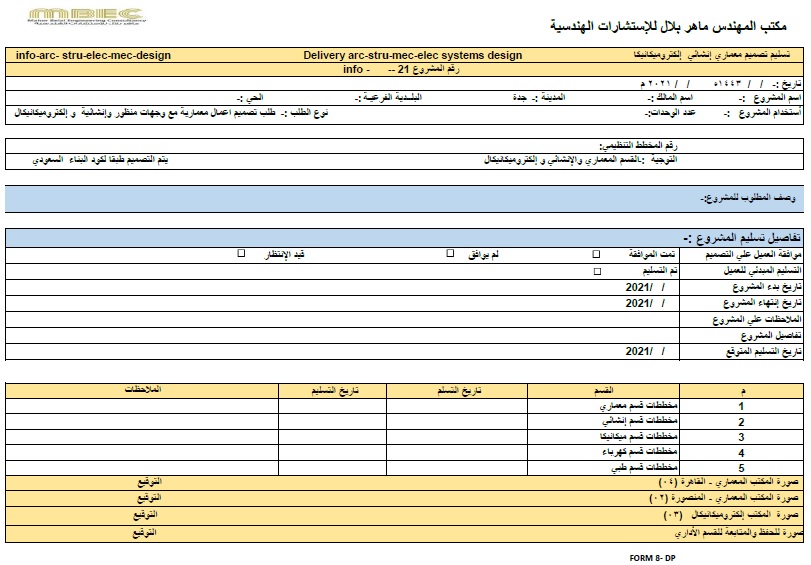 MBEC
Maher Belal Engineering Consultants
مكتب المهندس ماهر بلال للإستشارات الهندسية
تسليم تصميم معماري إنشائي إلكتروميكانيكا Delivery arc-stru-mec-elec systems design info-arc- stru-elec-mec-design
رقم المشروع 21 -- - info
تاريخ :- / / ١٤٤٣ه / / ٢٠٢١ م
اسم المشروع :- اسم المالك:- المدينة :- جدة البلدية الفرعية:- الحي :-
أستخدام المشروع :- عدد الوحدات:- نوع الطلب :- طلب تصميم اعمال معمارية مع وجهات منظور وإنشائية و إلكتروميكانيكال
رقم المخطط التنظيمي:
التوجية :-القسم المعماري والإنشائي و إلكتروميكانيكال يتم التصميم طبقا لكود البناء السعودي
وصف المطلوب للمشروع:-
تفاصيل تسليم المشروع :-
موافقة العميل علي التصميم تمت الموافقة لم يوافق قيد الإنتظار
التسليم المبدئي للعميل تم التسليم
تاريخ بدء المشروع / /2021
تاريخ إنتهاء المشروع / /2021
الملاحظات علي المشروع
تفاصيل المشروع
تاريخ التسليم المتوقع / /2021
م القسم تاريخ التسلم تاريخ التسليم الملاحظات
1 مخططات قسم معماري
2 مخططات قسم إنشائي
3 مخططات قسم ميكانيكا
4 مخططات قسم كهرباء
5 مخططات قسم طبي
صورة المكتب المعماري - القاهرة (٠٤) التوقيع
صورة المكتب المعماري - المنصورة (٠٢) التوقيع
صورة المكتب إلكتروميكانيكال (٠٣) التوقيع
صورة للحفظ والمتابعة للقسم الأداري التوقيع
FORM 8- DP